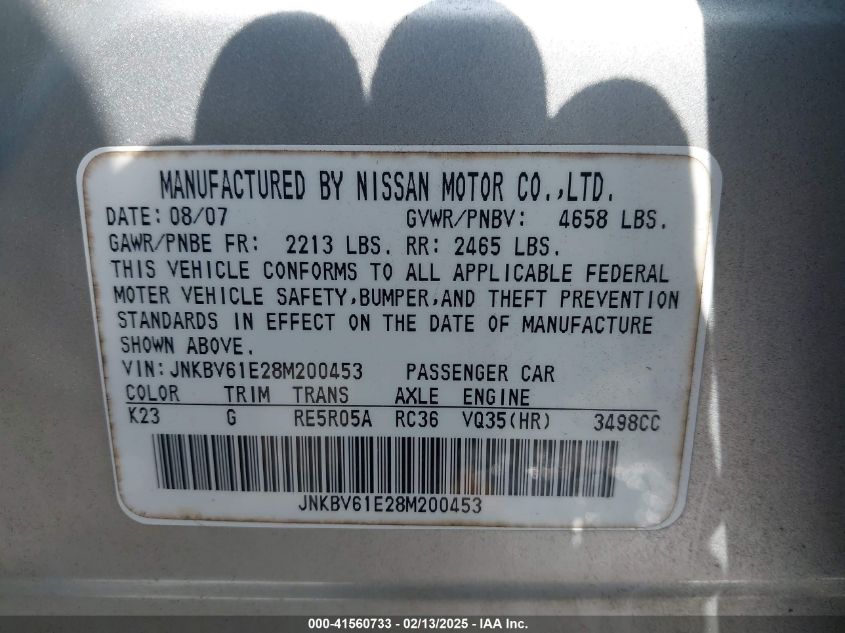 MANUFACTURED BY NISSAN MOTOR CO.,LTD.
DATE: 08/07 GVWR/PNBV: 4658 LBS.
GAWR/PNBE FR: 2213 LBS. RR: 2465 LBS.
THIS VEHICLE CONFORMS TO ALL APPLICABLE FEDERAL
MOTER VEHICLE SAFETY,BUMPER,AND THEFT PREVENTION
STANDARDS IN EFFECT ON THE DATE OF MANUFACTURE
SHOWN ABOVE.
VIN: JNKBV61E28M200453 PASSENGER CAR
COLOR TRIM TRANS AXLE ENGINE
K23 G RE5R05A RC36 VQ35(HR) 3498CC
JNKBV61E28M200453
000-41560733 - 02/13/2025 - IAA Inc.